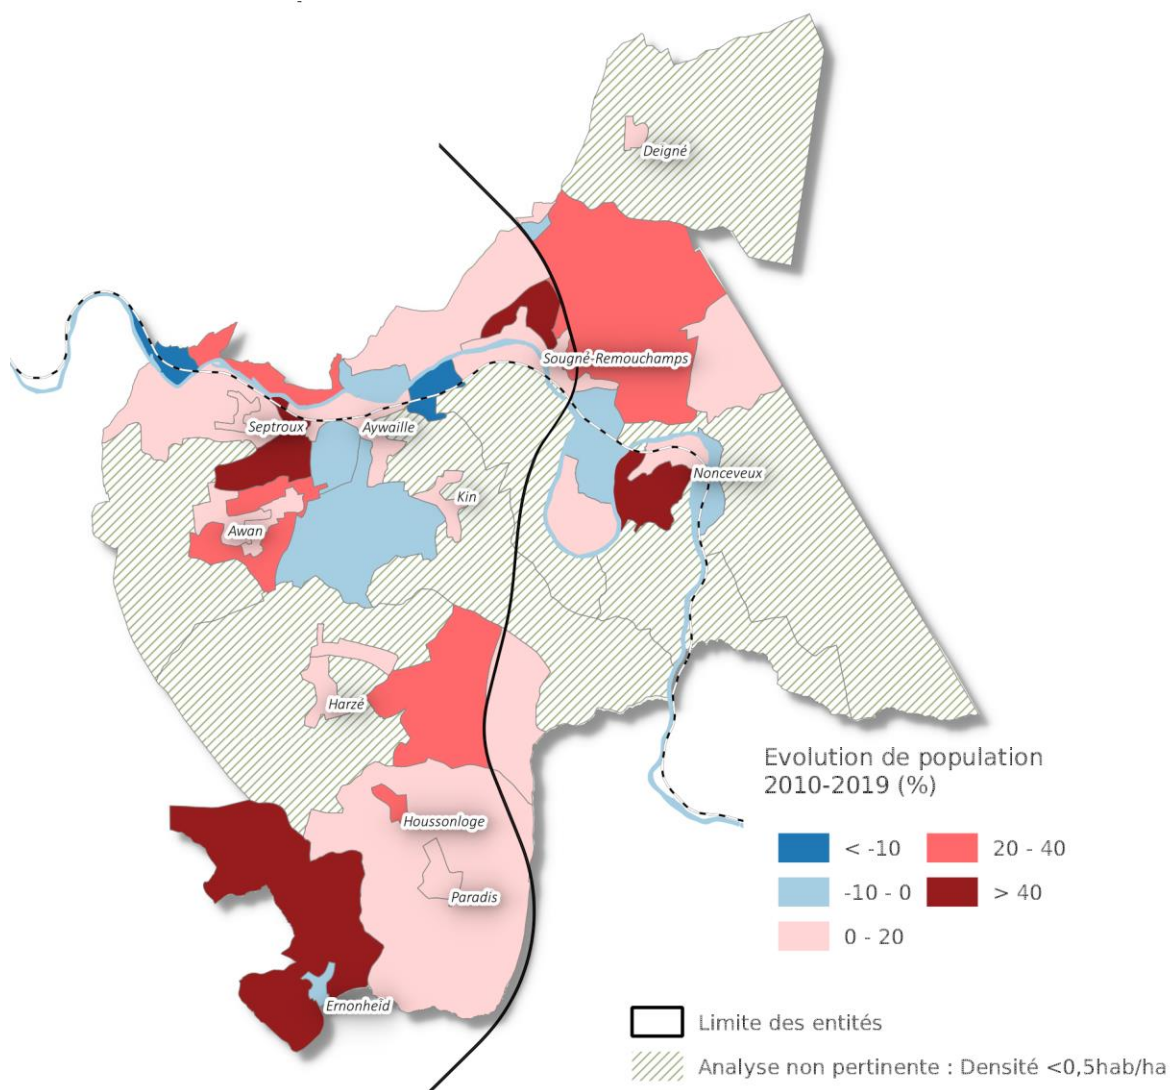 Deigné
Sougné-Remouchamps
Septroux
Aywaille
Nonceveux
Kin
Awan
Harzé
Evolution de population
2010-2019 (%)
Houssonloge
< -10
20 - 40
Paradis
-10 - 0
> 40
0 - 20
Ernonheid
Limite des entités
Analyse non pertinente : Densité <0,5hab/ha